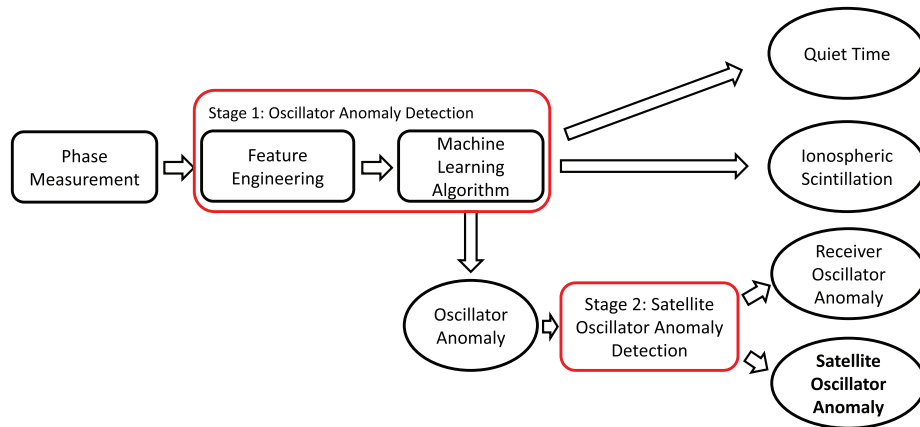 Quiet Time
Stage 1: Oscillator Anomaly Detection
Phase
Measurement
Feature
Engineering
Machine
Learning
Algorithm
Ionospheric
Scintillation
Oscillator
Anomaly
Stage 2: Satellite
Oscillator Anomaly
Detection
Receiver
Oscillator
Anomaly
Satellite
Oscillator
Anomaly